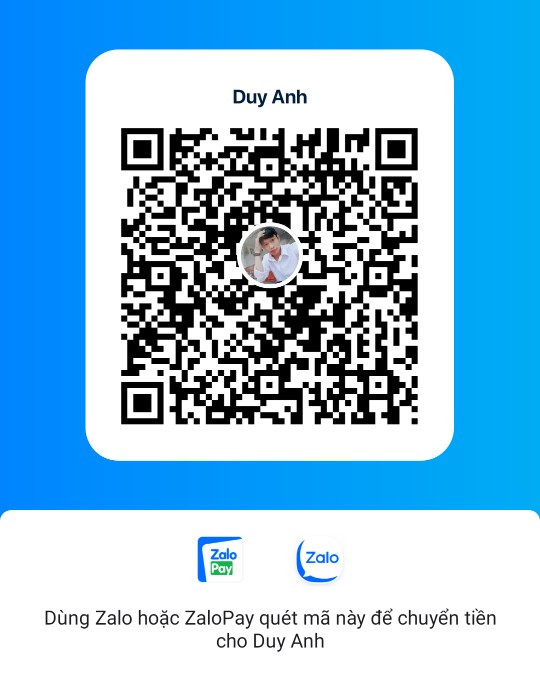 Duy Anh
Zalo
Pay
Zalo
Dùng Zalo hoặc ZaloPay quét mã này để chuyển tiền
cho Duy Anh